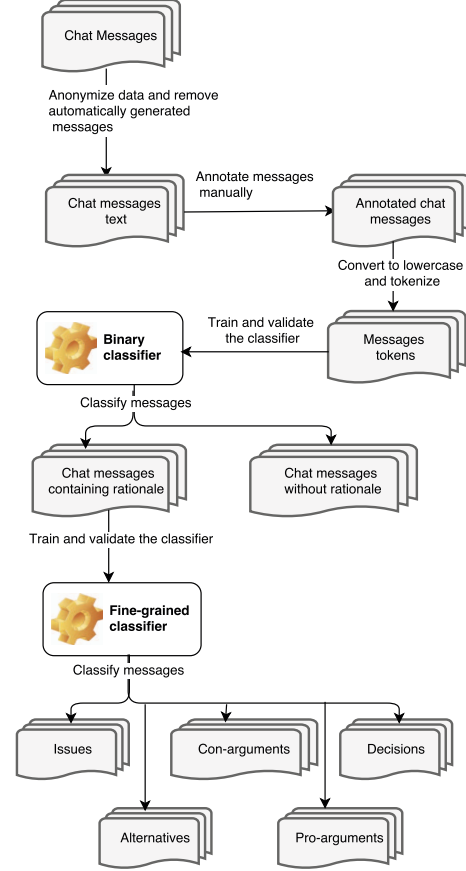 Chat Messages
Anonymize data and remove
automatically generated
messages
Annotate messages
manually
Chat messages
text
Annotated chat
messages
Convert to lowercase
and tokenize
Train and validate
the classifier
Messages
tokens
Binary
classifier
Classify messages
Chat messages
containing rationale
Chat messages
without rationale
Train and validate the classifier
Fine-grained
classifier
Classify messages
Issues
Con-arguments
Decisions
Alternatives
Pro-arguments